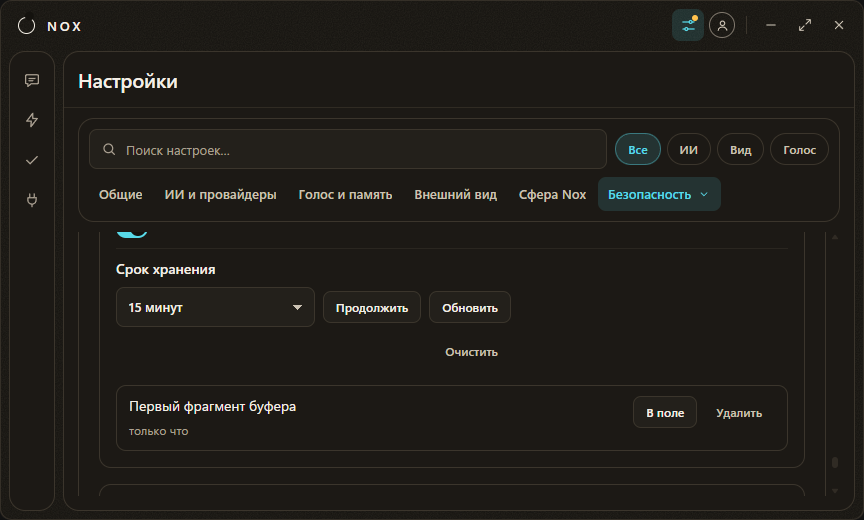 NOX
Настройки
Поиск настроек...
Все
ИИ
Вид
Голос
Общие
ИИ и провайдеры
Голос и память
Внешний вид
Сфера Nox
Безопасность
Срок хранения
15 минут
Продолжить
Обновить
Очистить
Первый фрагмент буфера
только что
В поле
Удалить